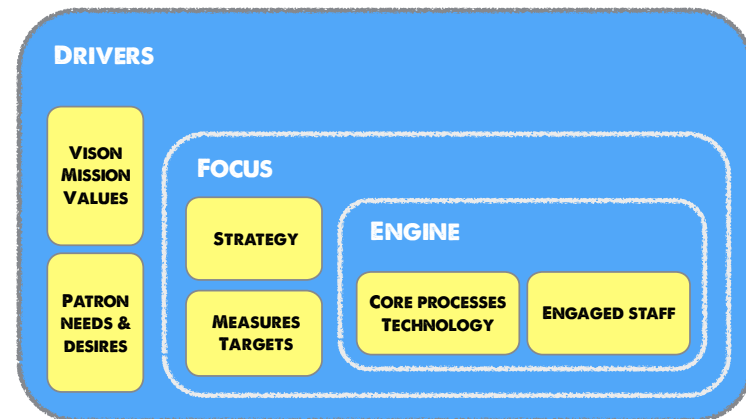 DRIVERS
VISON
MISSION
VALUES
PATRON
NEEDS &
DESIRES
FOCUS
STRATEGY
MEASURES
TARGETS
ENGINE
CORE PROCESSES
TECHNOLOGY
ENGAGED STAFF